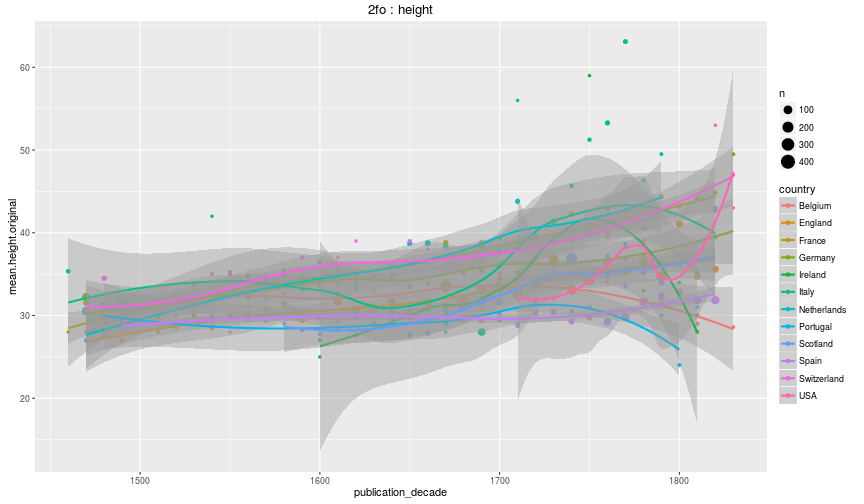 2fo : height
60
50
40
30
20
mean.height.original
1500
1600
1700
1800
publication_decade
n
100
200
300
400
country
Belgium
England
France
Germany
Ireland
Italy
Netherlands
Portugal
Scotland
Spain
Switzerland
USA